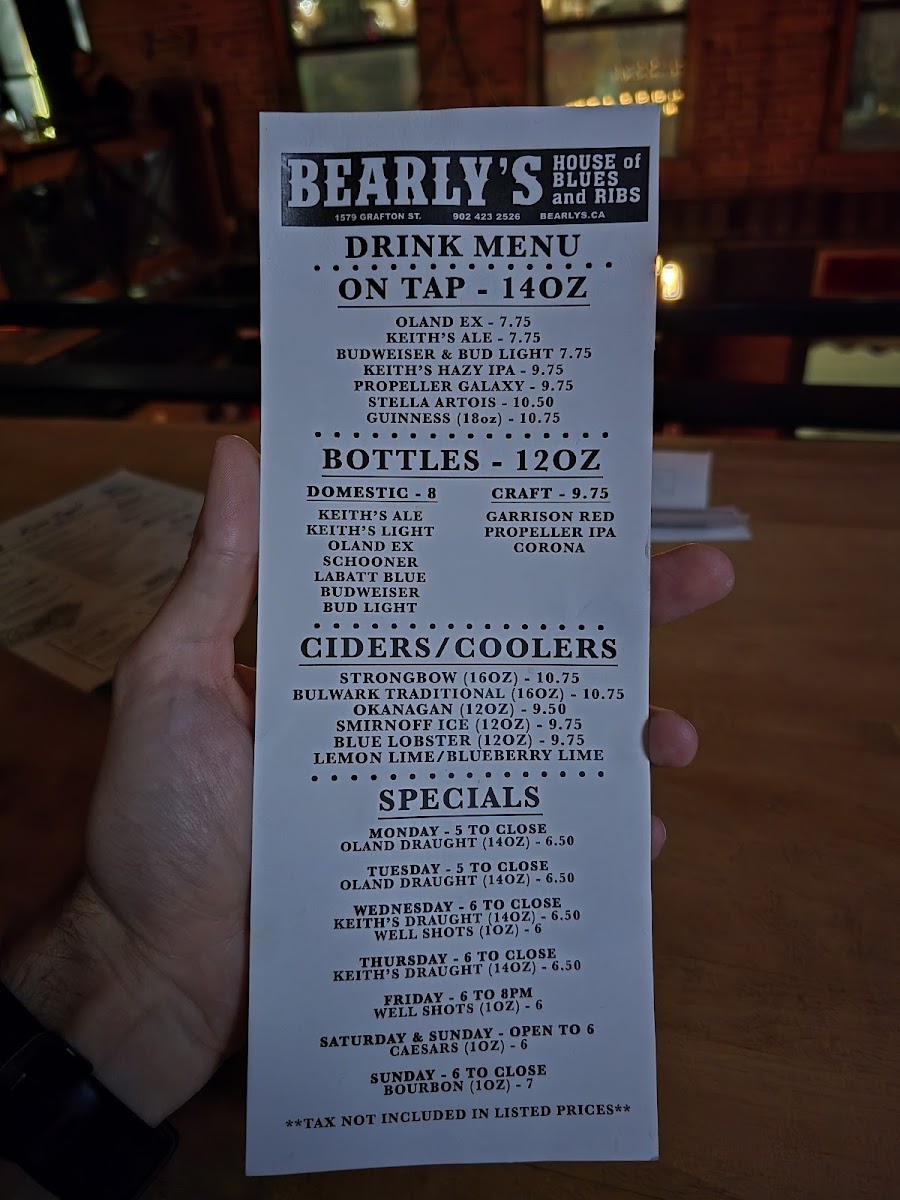 BEARLY'S HOUSE of BLUES and RIBS
1579 GRAFTON ST. 902 423 2526 BEARLYS.CA
DRINK MENU
ON TAP - 14OZ
OLAND EX - 7.75
KEITH'S ALE - 7.75
BUDWEISER & BUD LIGHT 7.75
KEITH'S HAZY IPA - 9.75
PROPELLER GALAXY - 9.75
STELLA ARTOIS - 10.50
GUINNESS (18oz) - 10.75
BOTTLES - 12OZ
DOMESTIC - 8
KEITH'S ALE
KEITH'S LIGHT
OLAND EX
SCHOONER
LABATT BLUE
BUDWEISER
BUD LIGHT
CRAFT - 9.75
GARRISON RED
PROPELLER IPA
CORONA
CIDERS/COOLERS
STRONGBOW (16OZ) - 10.75
BULWARK TRADITIONAL (16OZ) - 10.75
OKANAGAN (12OZ) - 9.50
SMIRNOFF ICE (12OZ) - 9.75
BLUE LOBSTER (12OZ) - 9.75
LEMON LIME/BLUEBERRY LIME
SPECIALS
MONDAY - 5 TO CLOSE
OLAND DRAUGHT (14OZ) - 6.50
TUESDAY - 5 TO CLOSE
OLAND DRAUGHT (14OZ) - 6.50
WEDNESDAY - 6 TO CLOSE
KEITH'S DRAUGHT (14OZ) - 6.50
WELL SHOTS (1OZ) - 6
THURSDAY - 6 TO CLOSE
KEITH'S DRAUGHT (14OZ) - 6.50
FRIDAY - 6 TO 8PM
WELL SHOTS (1OZ) - 6
SATURDAY & SUNDAY - OPEN TO 6
CAESARS (1OZ) - 6
SUNDAY - 6 TO CLOSE
BOURBON (1OZ) - 7
**TAX NOT INCLUDED IN LISTED PRICES**